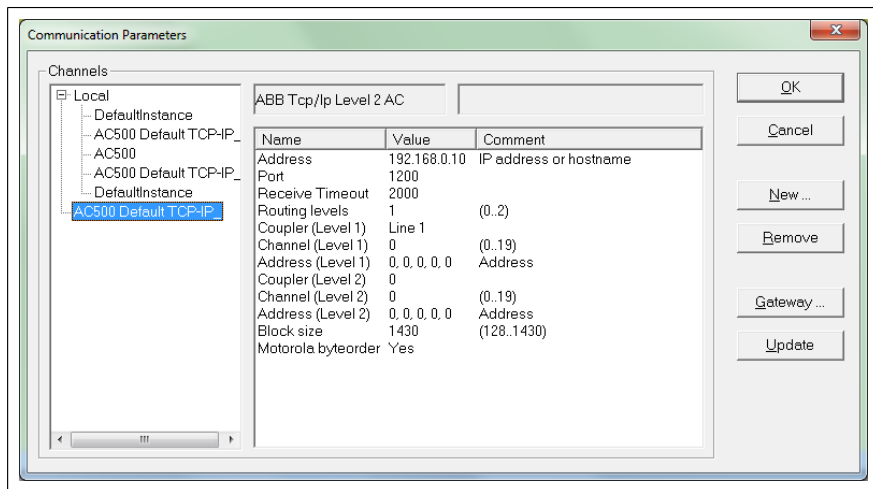 Communication Parameters
Channels
Local
DefaultInstance
AC500 Default TCP-IP_
AC500
AC500 Default TCP-IP_
DefaultInstance
AC500 Default TCP-IP_
ABB Tcp/Ip Level 2 AC
Name Value Comment
Address 192.168.0.10 IP address or hostname
Port 1200
Receive Timeout 2000
Routing levels 1 (0..2)
Coupler (Level 1) Line 1
Channel (Level 1) 0 (0..19)
Address (Level 1) 0, 0, 0, 0, 0 Address
Coupler (Level 2) 0
Channel (Level 2) 0 (0..19)
Address (Level 2) 0, 0, 0, 0, 0 Address
Block size 1430 (128..1430)
Motorola byteorder Yes
OK
Cancel
New ...
Remove
Gateway ...
Update